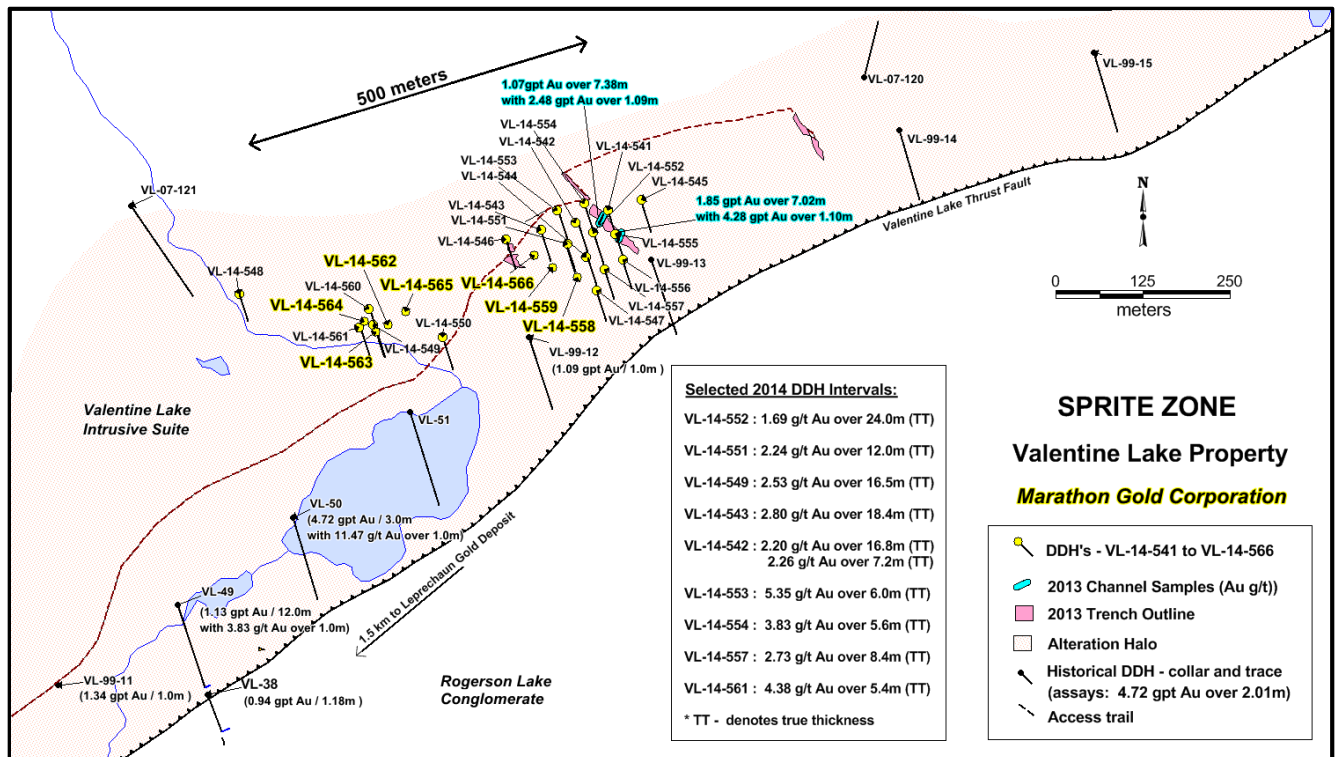 500 meters
1.07gpt Au over 7.38m
with 2.48 gpt Au over 1.09m
VL-07-120
VL-99-15
VL-14-554
VL-14-542
VL-14-541
VL-99-14
VL-14-553
VL-14-552
VL-14-544
VL-14-545
VL-07-121
VL-14-543
1.85 gpt Au over 7.02m
with 4.28 gpt Au over 1.10m
VL-14-551
VL-14-546
VL-14-555
Valentine Lake Thrust Fault
N
VL-14-562
VL-99-13
VL-14-548
VL-14-560
VL-14-565
VL-14-566
VL-14-556
VL-14-564
VL-14-559
VL-14-557
VL-14-547
VL-14-561
VL-14-550
VL-14-558
VL-14-549
VL-14-563
VL-99-12
(1.09 gpt Au / 1.0m )
0 125 250
meters
Valentine Lake
Intrusive Suite
VL-51
VL-50
(4.72 gpt Au / 3.0m
with 11.47 g/t Au over 1.0m)
VL-49
(1.13 gpt Au / 12.0m
with 3.83 g/t Au over 1.0m)
1.5 km to Leprechaun Gold Deposit
VL-99-11
(1.34 gpt Au / 1.0m )
VL-38
(0.94 gpt Au / 1.18m )
Rogerson Lake
Conglomerate
Selected 2014 DDH Intervals:
VL-14-552 : 1.69 g/t Au over 24.0m (TT)
VL-14-551 : 2.24 g/t Au over 12.0m (TT)
VL-14-549 : 2.53 g/t Au over 16.5m (TT)
VL-14-543 : 2.80 g/t Au over 18.4m (TT)
VL-14-542 : 2.20 g/t Au over 16.8m (TT)
2.26 g/t Au over 7.2m (TT)
VL-14-553 : 5.35 g/t Au over 6.0m (TT)
VL-14-554 : 3.83 g/t Au over 5.6m (TT)
VL-14-557 : 2.73 g/t Au over 8.4m (TT)
VL-14-561 : 4.38 g/t Au over 5.4m (TT)
* TT - denotes true thickness
SPRITE ZONE
Valentine Lake Property
Marathon Gold Corporation
DDH's - VL-14-541 to VL-14-566
2013 Channel Samples (Au g/t))
2013 Trench Outline
Alteration Halo
Historical DDH - collar and trace
(assays: 4.72 gpt Au over 2.01m)
Access trail